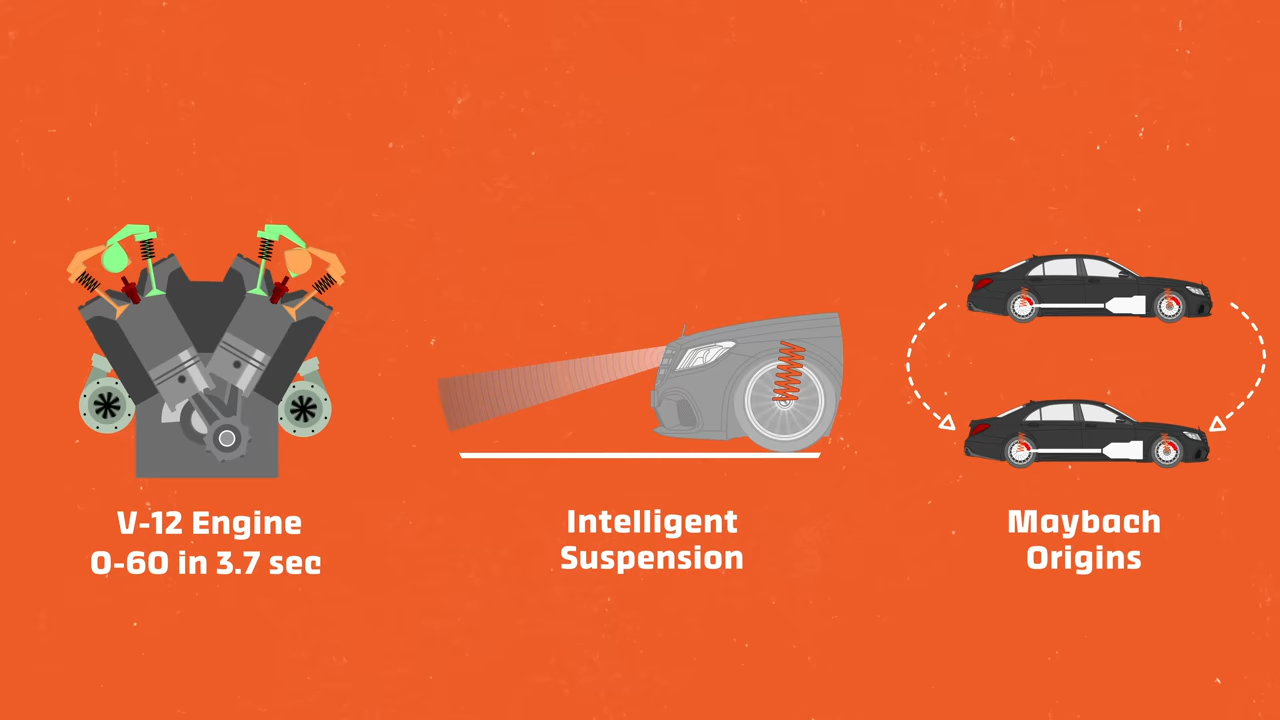 V-12 Engine
0-60 in 3.7 sec
Intelligent
Suspension
Maybach
Origins